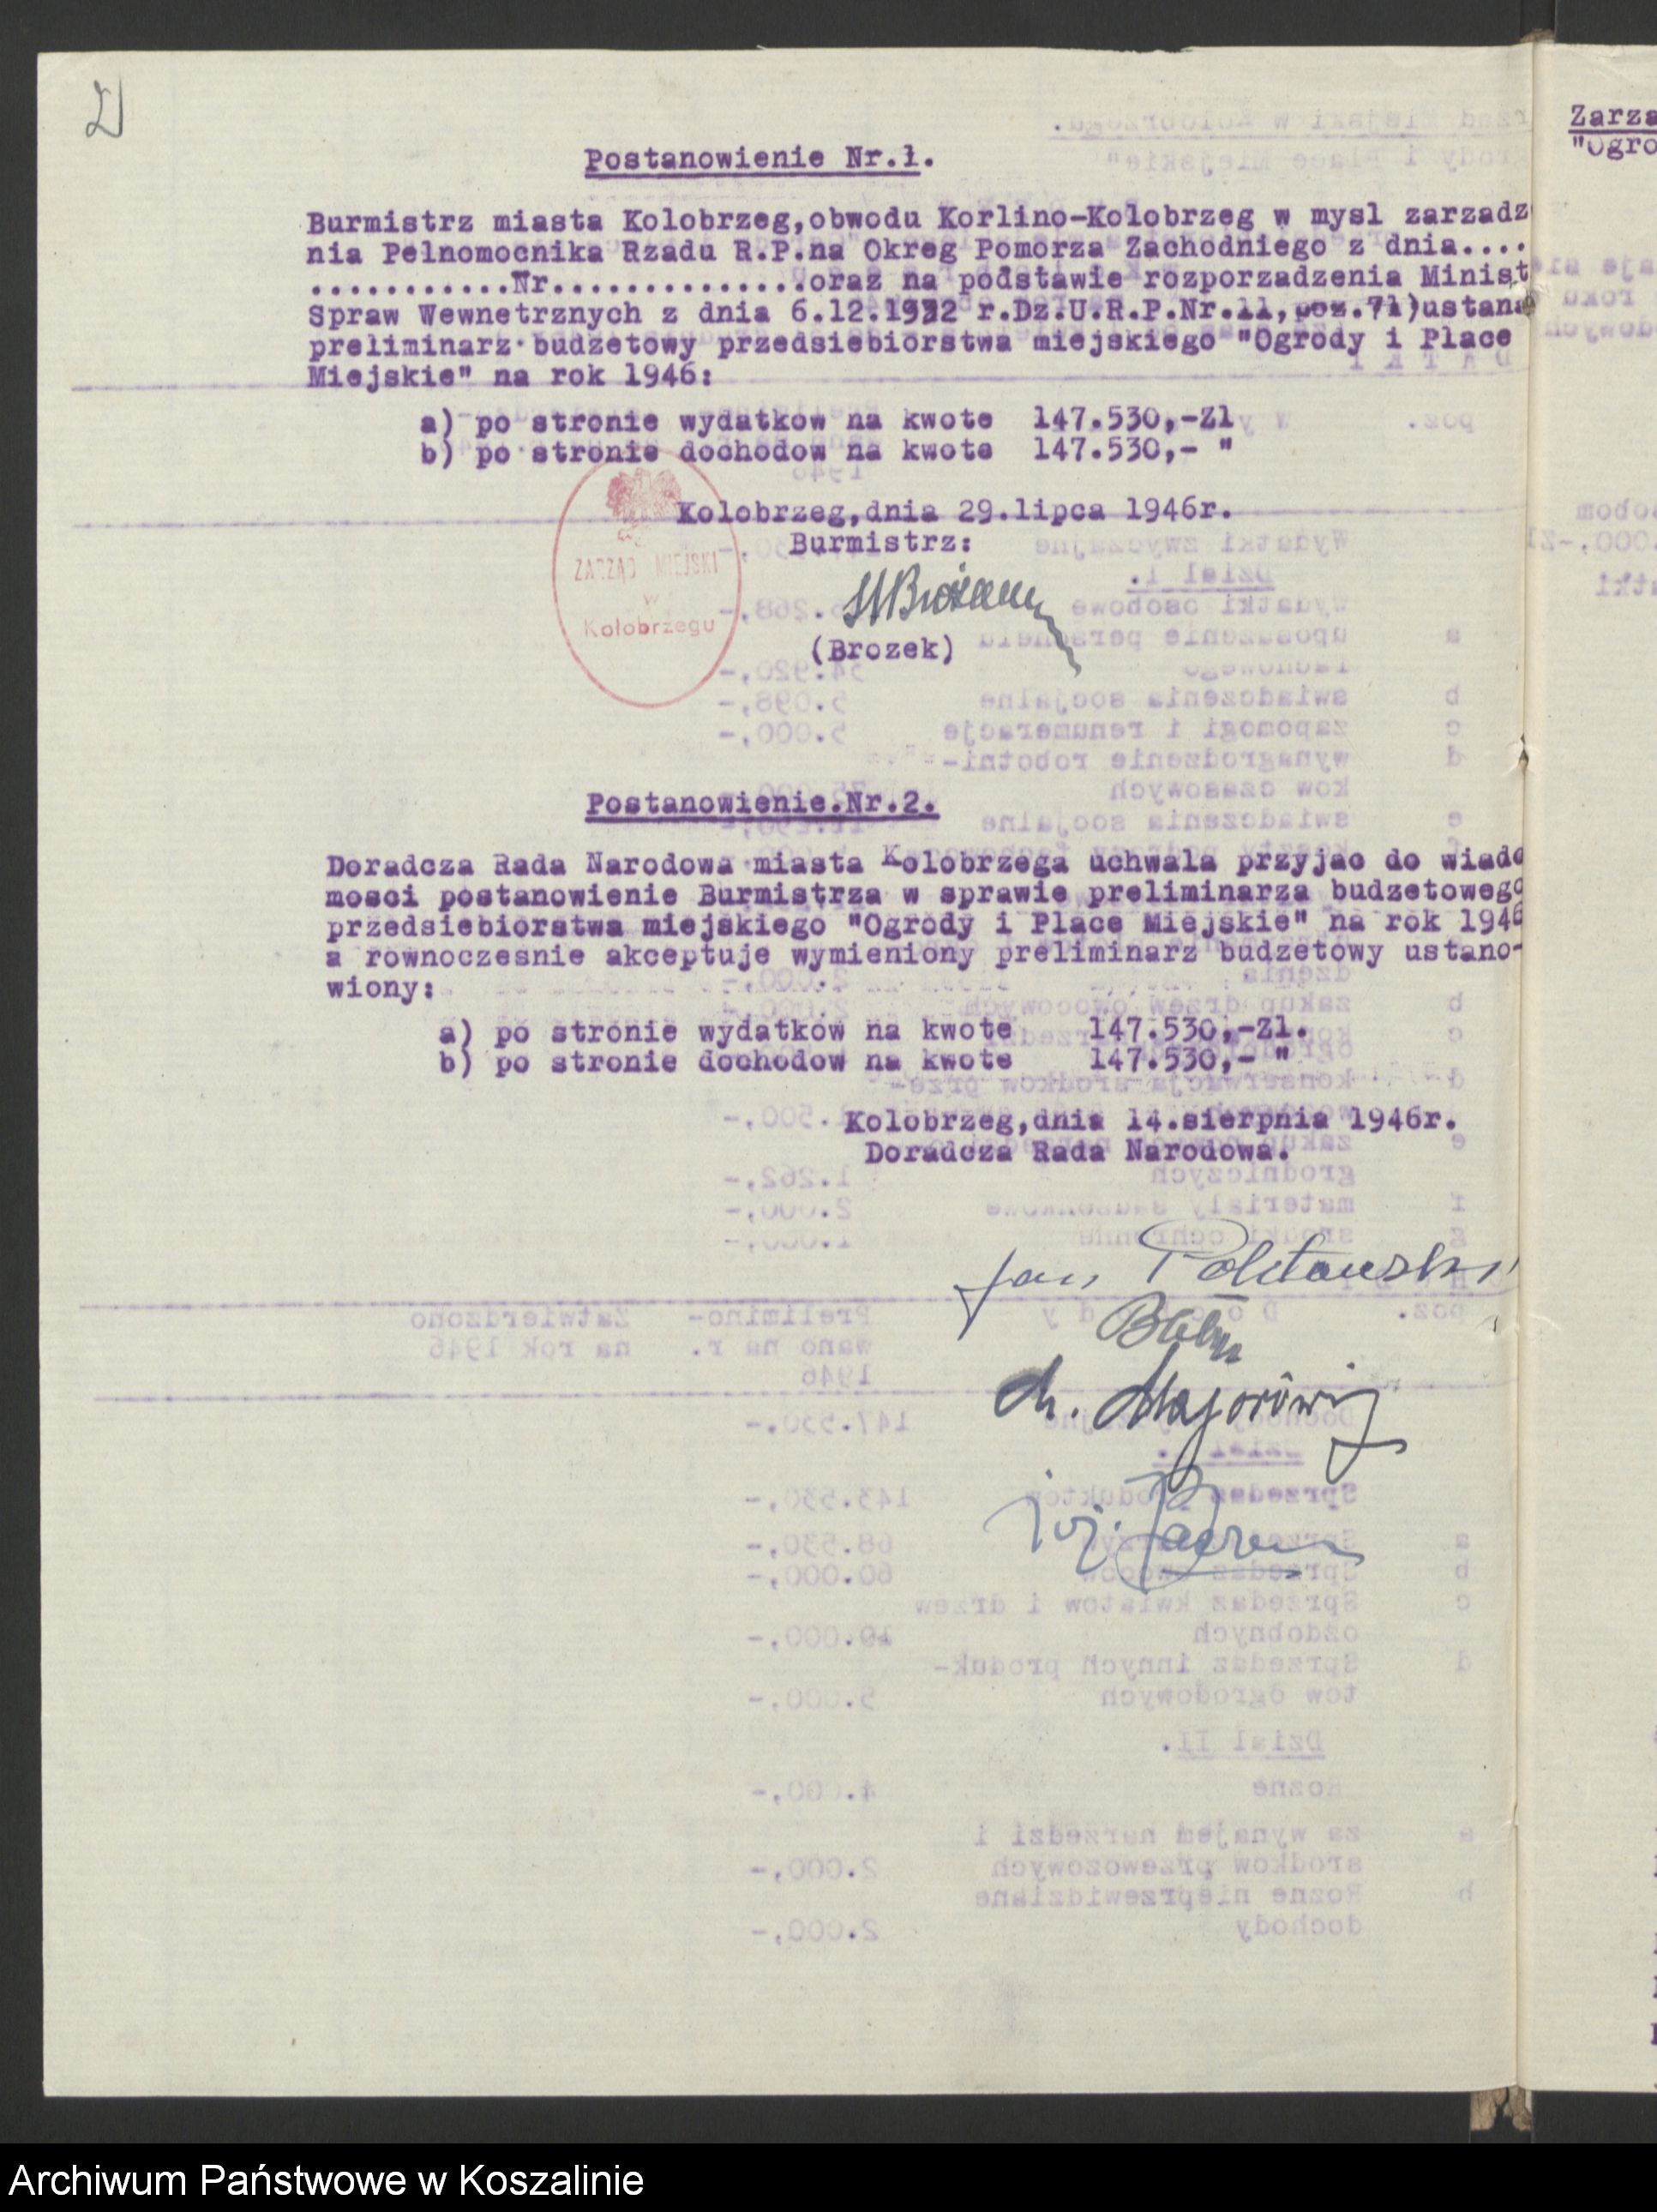 Postanowienie Nr.1.
Burmistrz miasta Kolobrzeg,obwodu Korlino-Kolobrzeg w mysl zarzadz
nia Pelnomocnika Rzadu R.P.na Okreg Pomorza Zachodniego z dnia....
...........Nr..............oraz na podstawie rozporzadzenia Minist
Spraw Wewnetrznych z dnia 6.12.1932 r.Dz.U.R.P.Nr.11,poz.71)ustana
preliminarz budzetowy przedsiebiorstwa miejskiego "Ogrody i Place
Miejskie" na rok 1946:
a) po stronie wydatkow na kwote 147.530,-Zl
b) po stronie dochodow na kwote 147.530,- "
Kolobrzeg,dnia 29.lipca 1946r.
Burmistrz:
ZARZĄD MIEJSKI
w
Kołobrzegu
(Brozek)
Postanowienie.Nr.2.
Doradcza Rada Narodowa miasta Kolobrzega uchwala przyjac do wiado
mosci postanowienie Burmistrza w sprawie preliminarza budzetowego
przedsiebiorstwa miejskiego "Ogrody i Place Miejskie" na rok 1946
a rownoczesnie akceptuje wymieniony preliminarz budzetowy ustano-
wiony:
a) po stronie wydatkow na kwote 147.530,-Zl.
b) po stronie dochodow na kwote 147.530,- "
Kolobrzeg,dnia 14.sierpnia 1946r.
Doradcza Rada Narodowa.
Jan
M. Majorówicz
inż.
Zarza
"Ogro
Archiwum Państwowe w Koszalinie